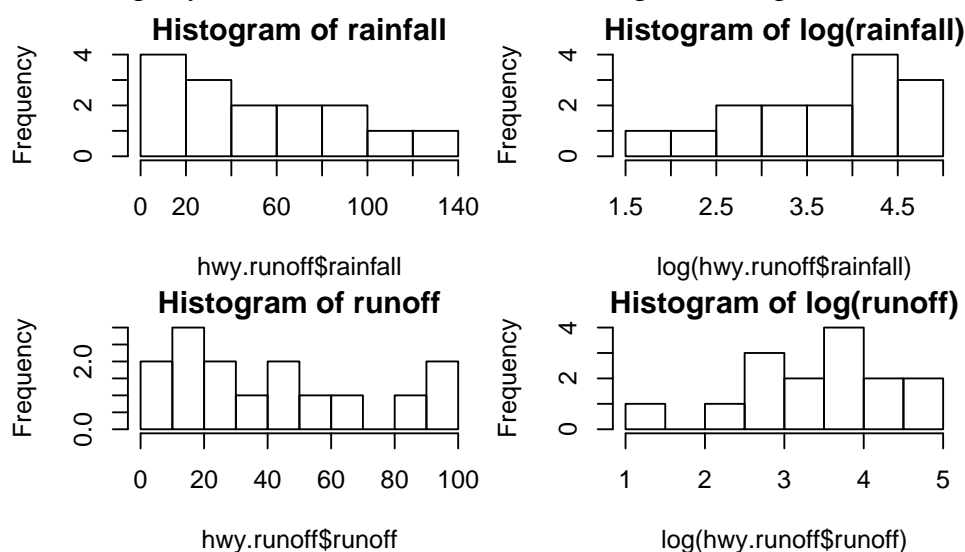 Histogram of rainfall
Frequency
0 2 4
0 20 60 100 140
hwy.runoff$rainfall
Histogram of log(rainfall)
Frequency
0 2 4
1.5 2.5 3.5 4.5
log(hwy.runoff$rainfall)
Histogram of runoff
Frequency
0.0 2.0
0 20 40 60 80 100
hwy.runoff$runoff
Histogram of log(runoff)
Frequency
0 2 4
1 2 3 4 5
log(hwy.runoff$runoff)